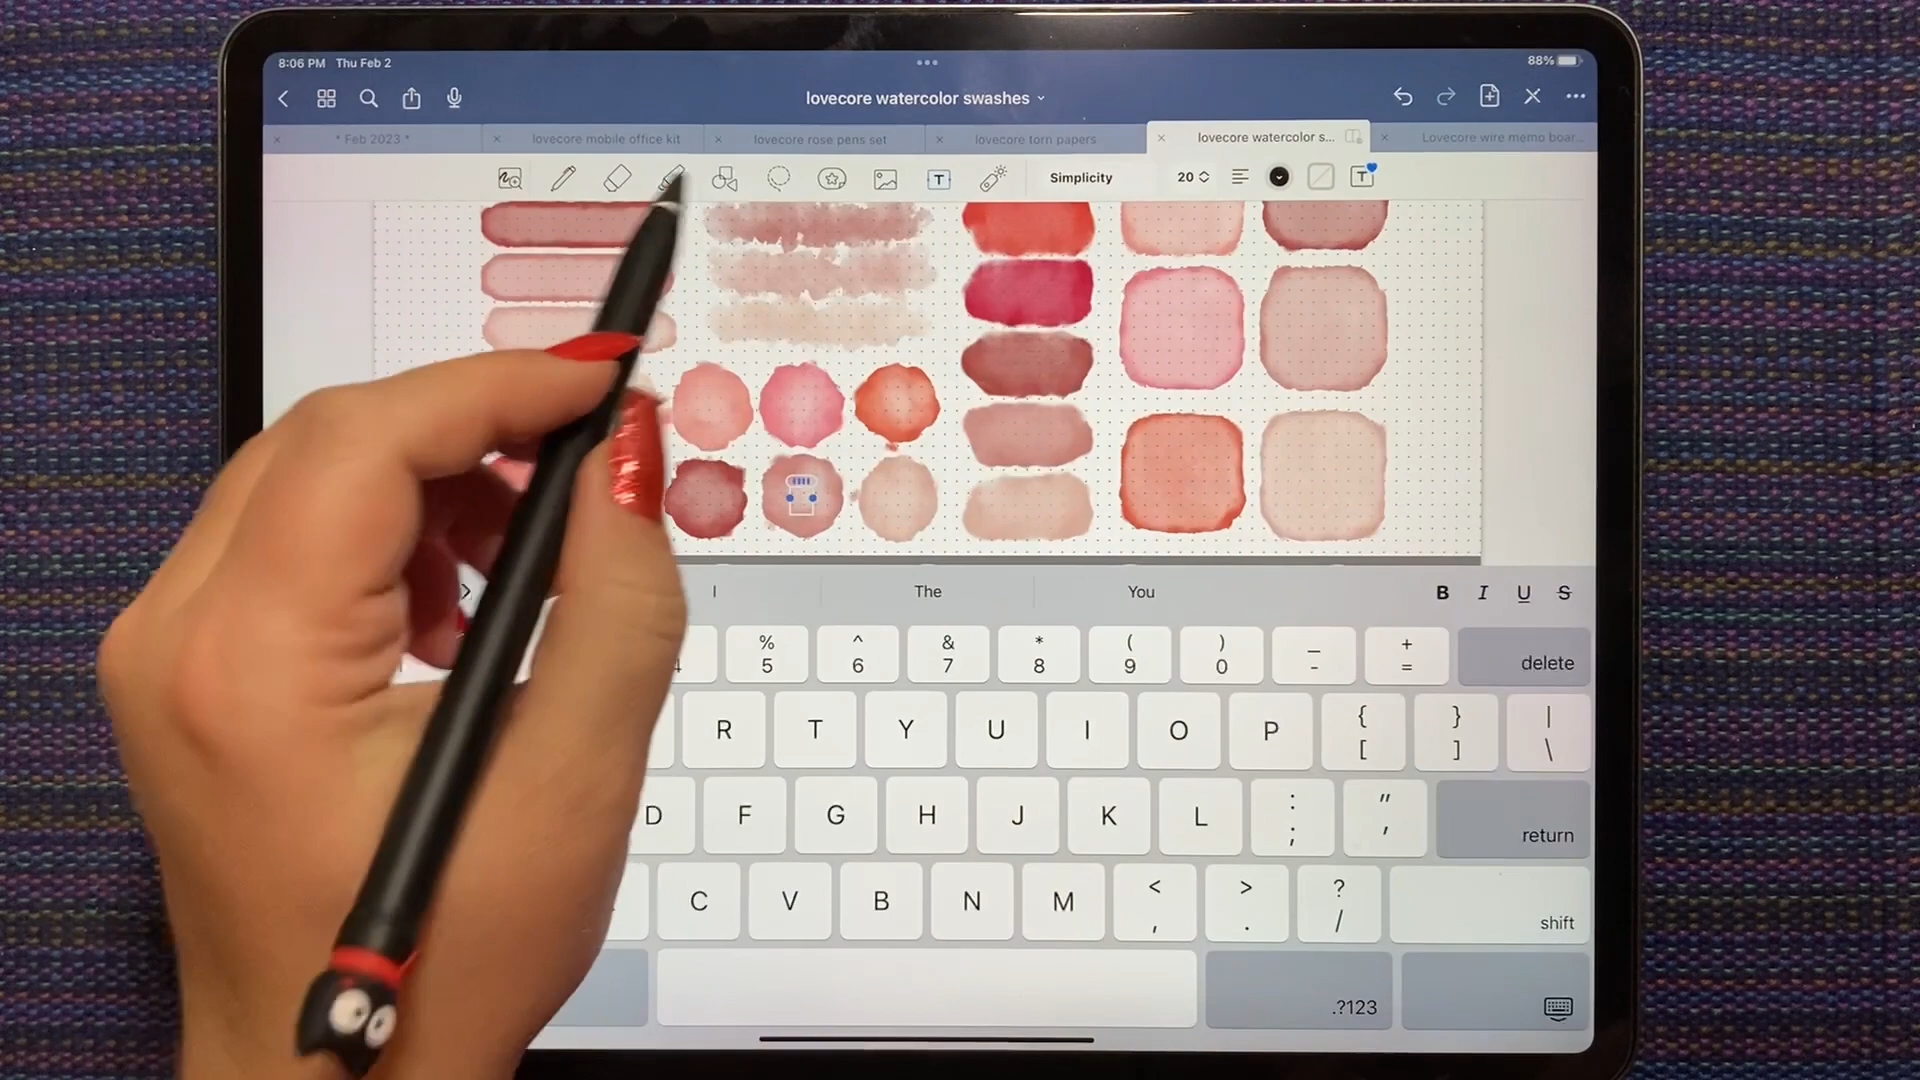 8:06 PM Thu Feb 2
88%
lovecore watercolor swashes
* Feb 2023 *
lovecore mobile office kit
lovecore rose pens set
lovecore torn papers
lovecore watercolor s...
Lovecore wire memo boar...
T
Simplicity
20
T
I
The
You
B I U S
% ^ & * ( ) _ +
4 5 6 7 8 9 0 - =
delete
R T Y U I O P { [ } ] | \
D F G H J K L : ; " '
return
C V B N M < , > . ? /
shift
.?123